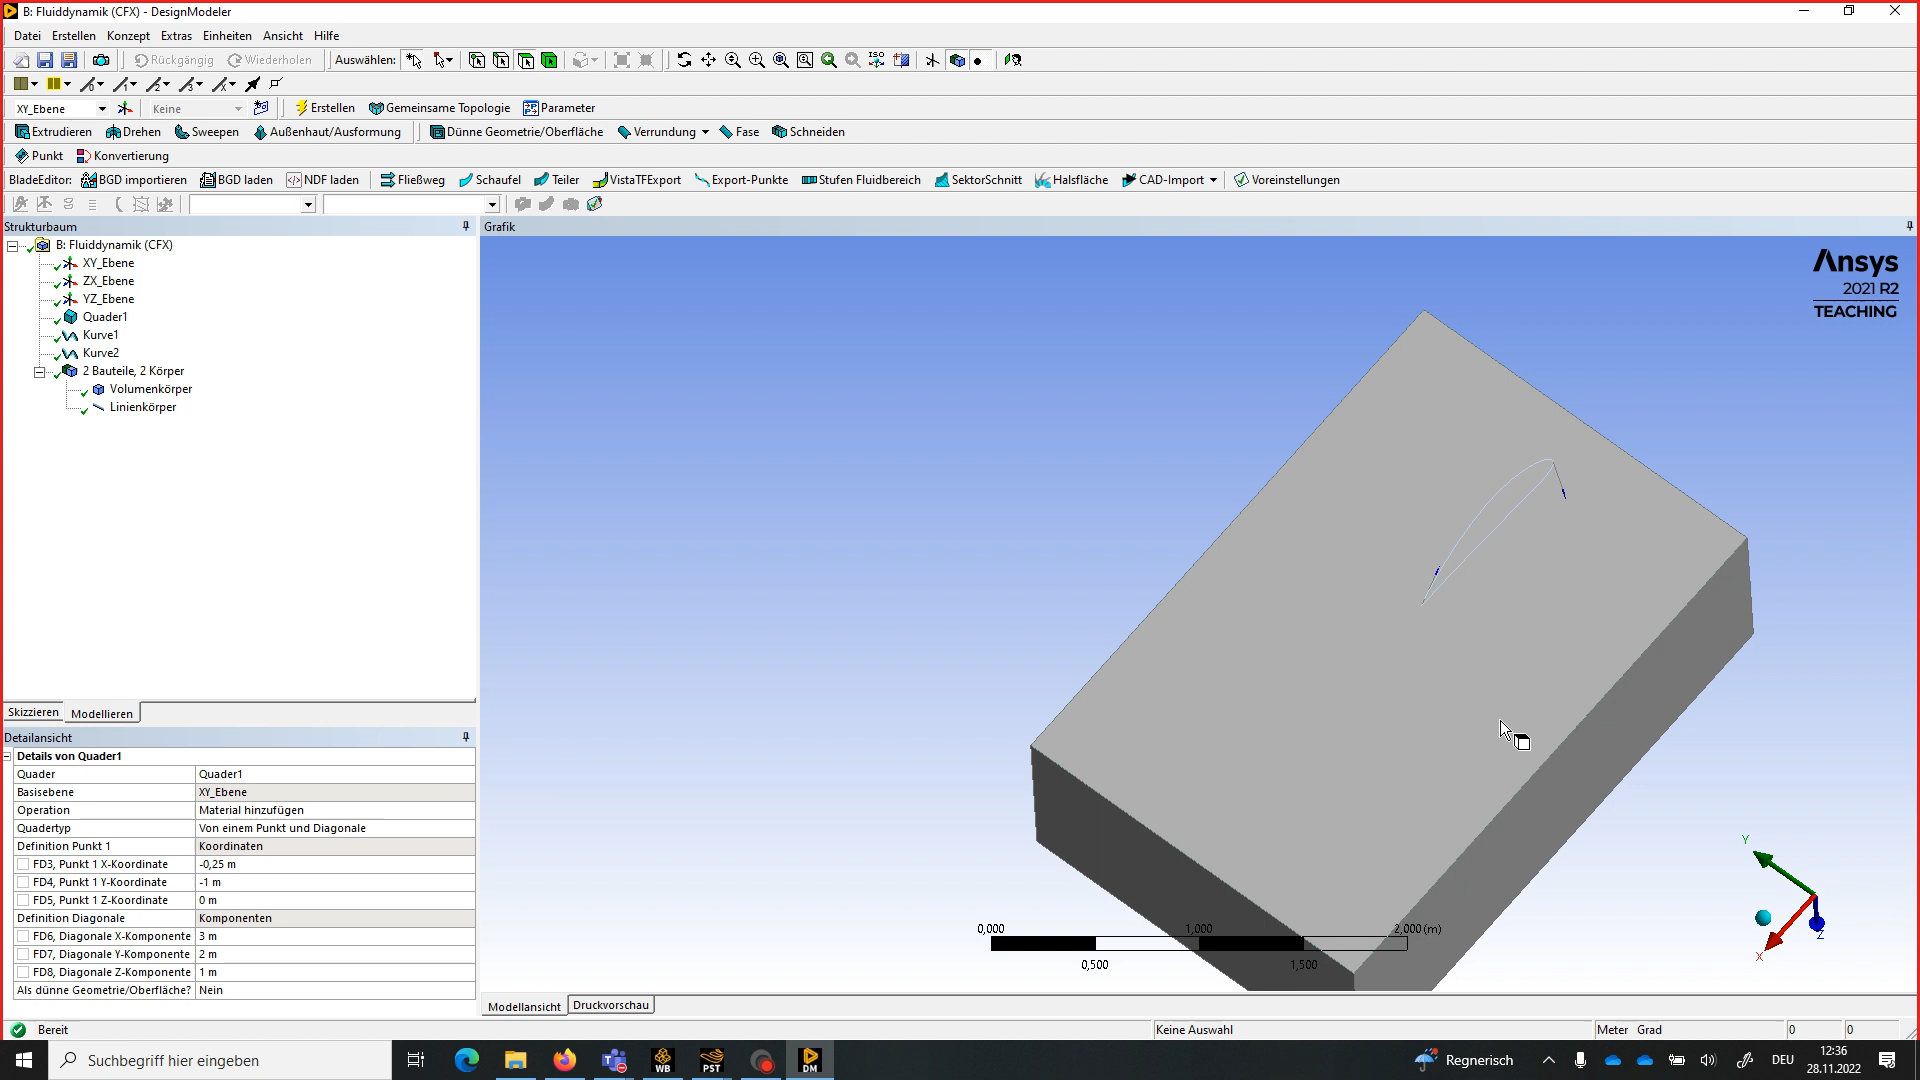 B: Fluiddynamik (CFX) - DesignModeler
Datei Erstellen Konzept Extras Einheiten Ansicht Hilfe
Rückgängig Wiederholen Auswählen: ISO
XY_Ebene Keine Erstellen Gemeinsame Topologie Parameter
Extrudieren Drehen Sweepen Außenhaut/Ausformung Dünne Geometrie/Oberfläche Verrundung Fase Schneiden
Punkt Konvertierung
BladeEditor: BGD importieren BGD laden NDF laden Fließweg Schaufel Teiler VistaTFExport Export-Punkte Stufen Fluidbereich SektorSchnitt Halsfläche CAD-Import Voreinstellungen
Strukturbaum
B: Fluiddynamik (CFX)
XY_Ebene
ZX_Ebene
YZ_Ebene
Quader1
Kurve1
Kurve2
2 Bauteile, 2 Körper
Volumenkörper
Linienkörper
Skizzieren Modellieren
Detailansicht
Details von Quader1
Quader Quader1
Basisebene XY_Ebene
Operation Material hinzufügen
Quadertyp Von einem Punkt und Diagonale
Definition Punkt 1 Koordinaten
FD3, Punkt 1 X-Koordinate -0,25 m
FD4, Punkt 1 Y-Koordinate -1 m
FD5, Punkt 1 Z-Koordinate 0 m
Definition Diagonale Komponenten
FD6, Diagonale X-Komponente 3 m
FD7, Diagonale Y-Komponente 2 m
FD8, Diagonale Z-Komponente 1 m
Als dünne Geometrie/Oberfläche? Nein
Grafik
Ansys
2021 R2
TEACHING
Y
Z
X
0,000 1,000 2,000 (m)
0,500 1,500
Modellansicht Druckvorschau
Bereit Keine Auswahl Meter Grad 0 0
Suchbegriff hier eingeben WB PST DM Regnerisch DEU 12:36
28.11.2022